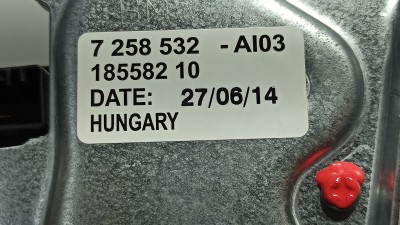 7 258 532 - AI03
185582 10
DATE: 27/06/14
HUNGARY